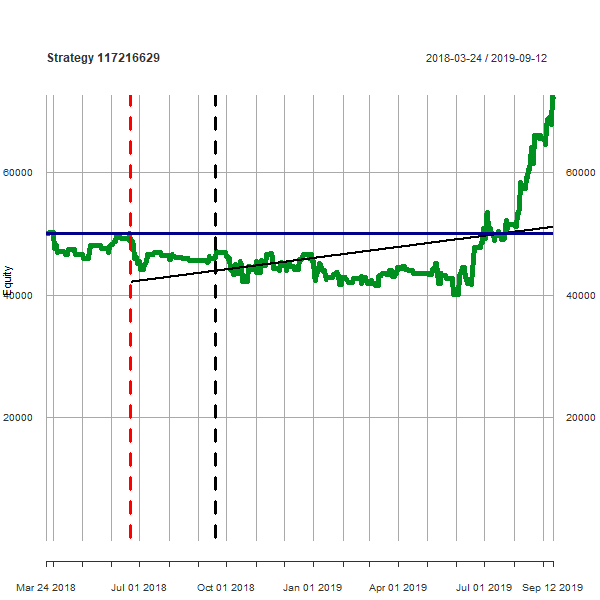 Strategy 117216629 2018-03-24 / 2019-09-12
60000 60000
Equity
40000 40000
20000 20000
Mar 24 2018 Jul 01 2018 Oct 01 2018 Jan 01 2019 Apr 01 2019 Jul 01 2019 Sep 12 2019